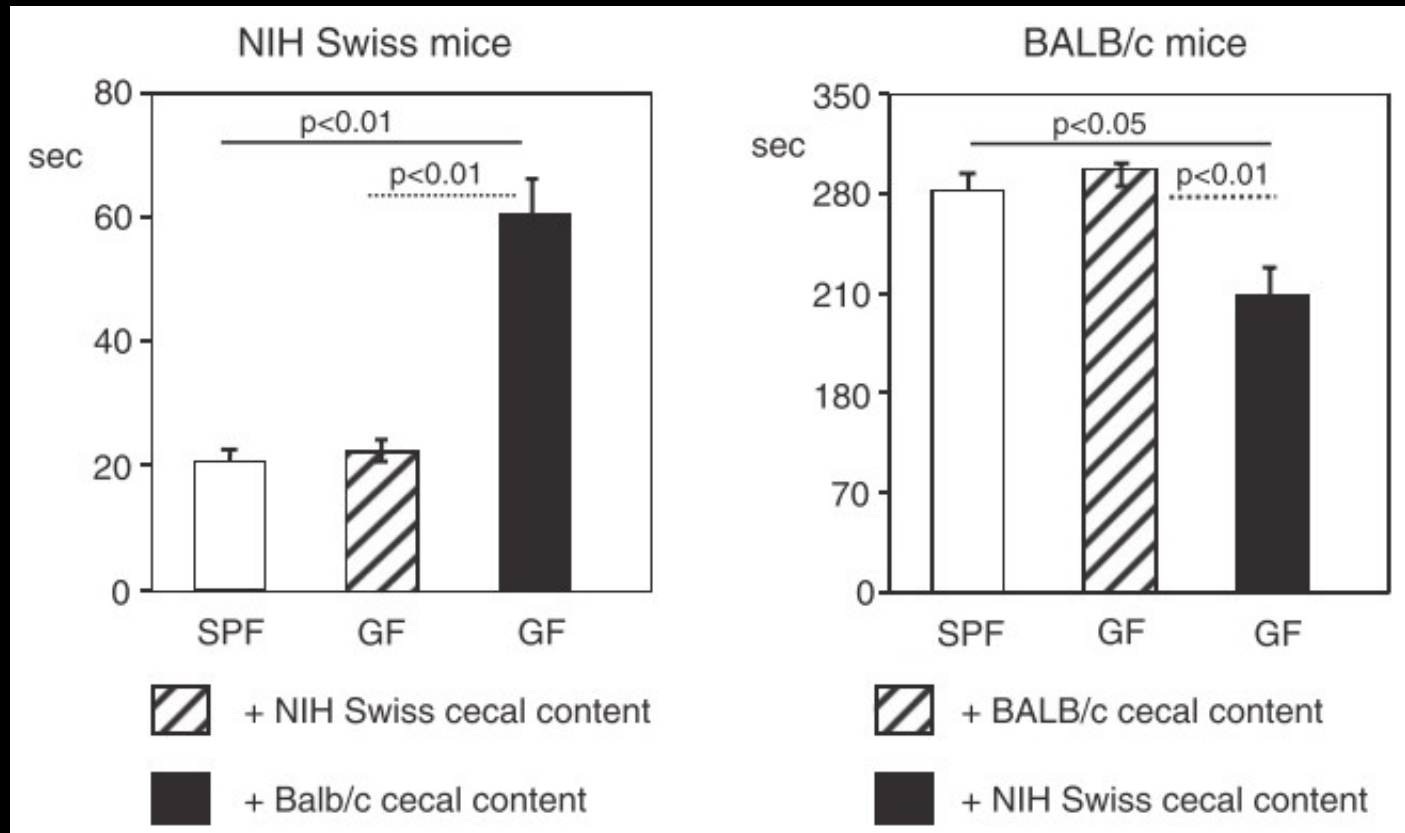 NIH Swiss mice
80
sec
60
40
20
0
p<0.01
p<0.01
SPF GF GF
+ NIH Swiss cecal content
+ Balb/c cecal content
BALB/c mice
350
sec
280
210
180
70
0
p<0.05
p<0.01
SPF GF GF
+ BALB/c cecal content
+ NIH Swiss cecal content